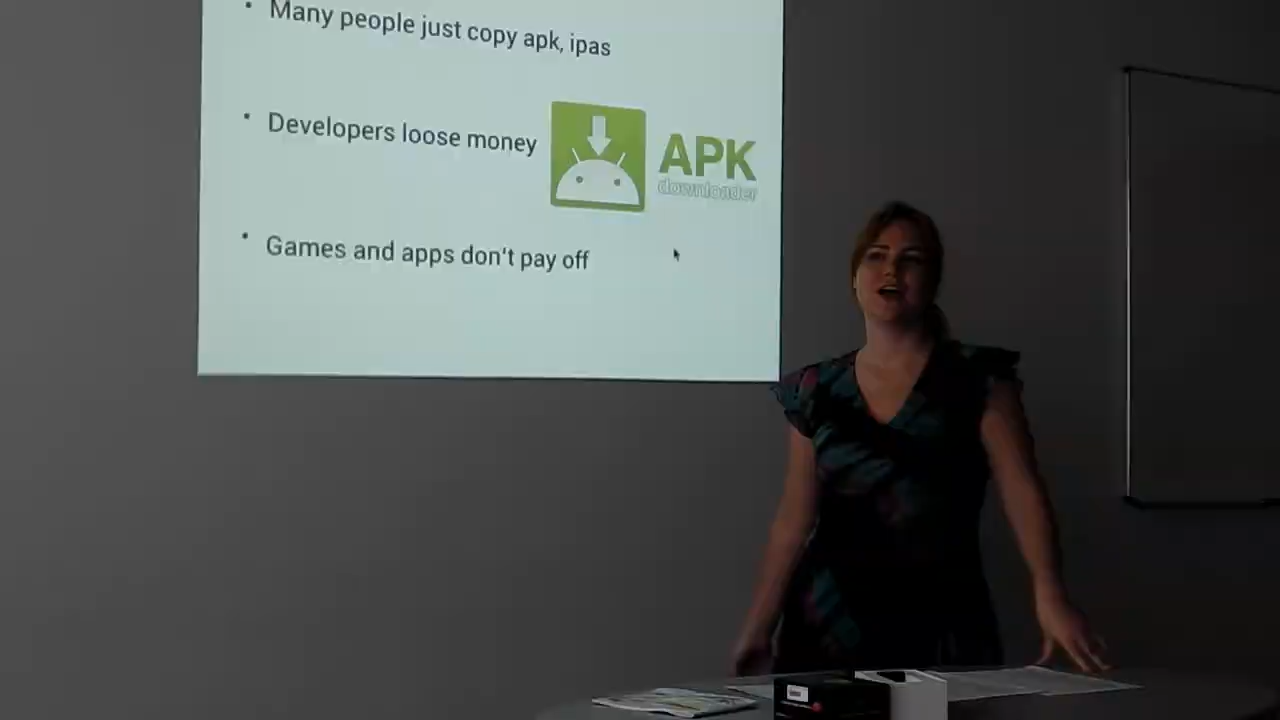 • Many people just copy apk, ipas
• Developers loose money
APK
downloader
• Games and apps don't pay off